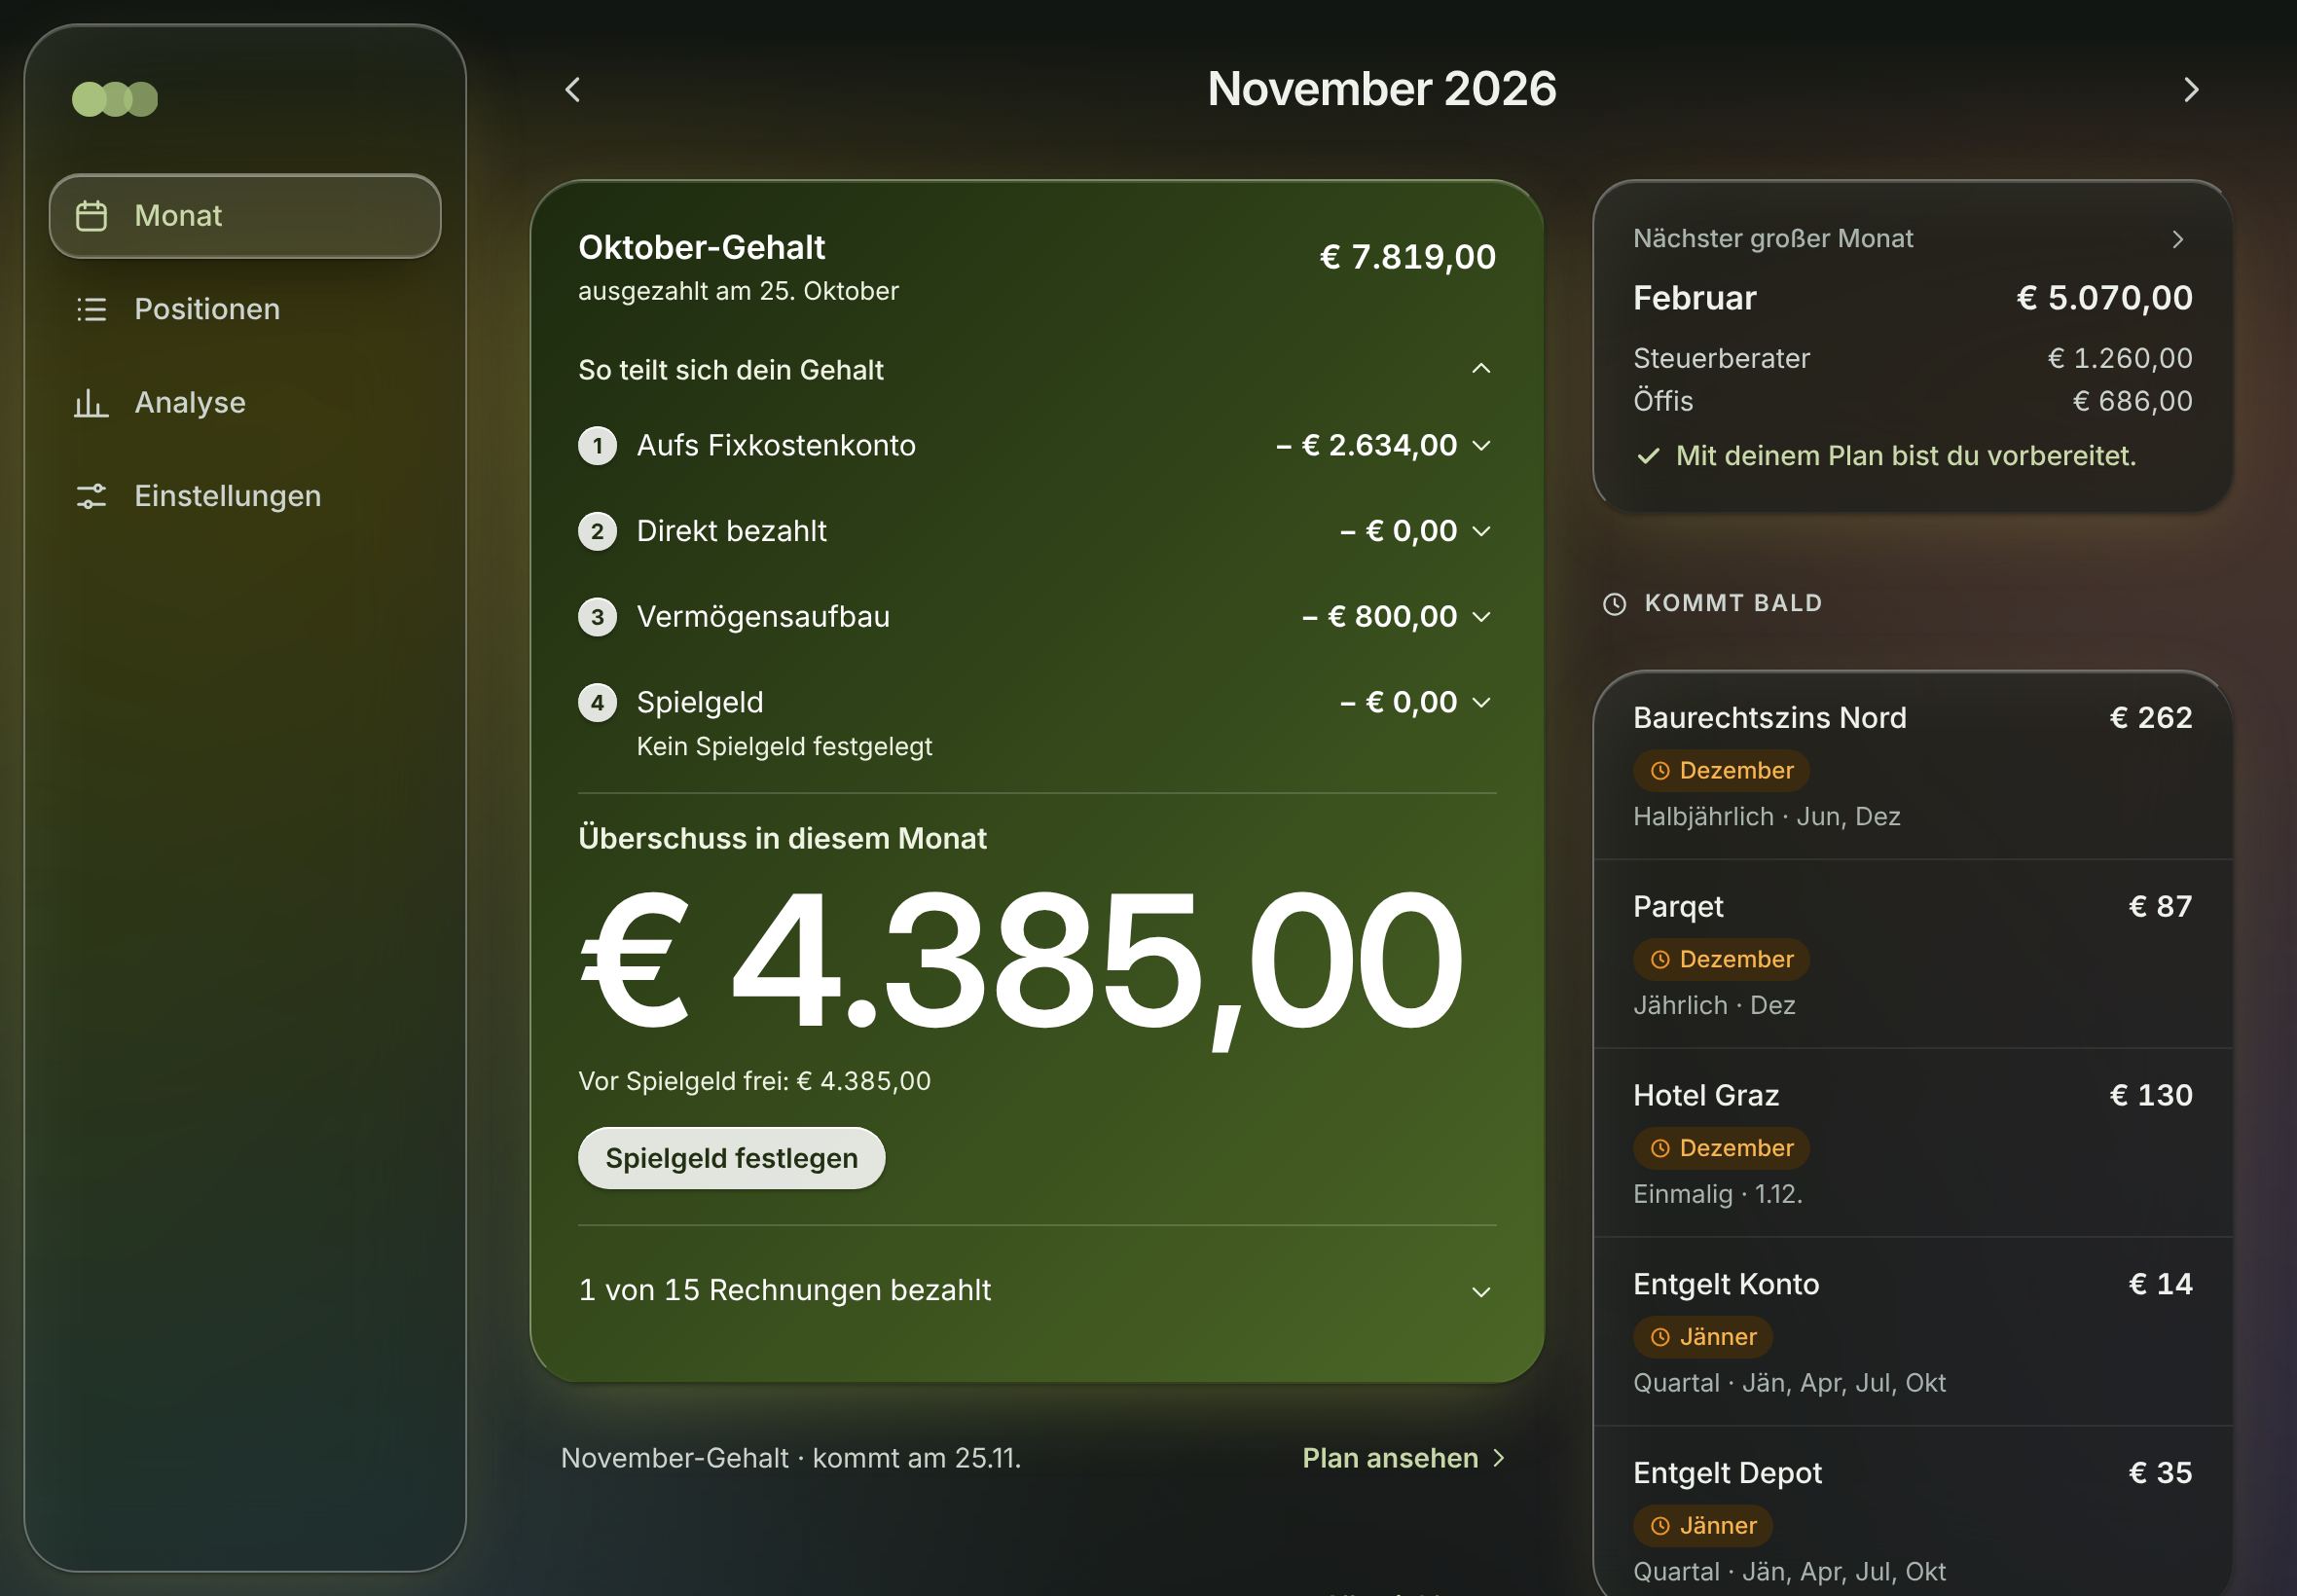 Monat
Positionen
Analyse
Einstellungen
November 2026
Oktober-Gehalt
€ 7.819,00
ausgezahlt am 25. Oktober
So teilt sich dein Gehalt
1 Aufs Fixkostenkonto – € 2.634,00
2 Direkt bezahlt – € 0,00
3 Vermögensaufbau – € 800,00
4 Spielgeld – € 0,00
Kein Spielgeld festgelegt
Überschuss in diesem Monat
€ 4.385,00
Vor Spielgeld frei: € 4.385,00
Spielgeld festlegen
1 von 15 Rechnungen bezahlt
November-Gehalt · kommt am 25.11. Plan ansehen
Nächster großer Monat
Februar € 5.070,00
Steuerberater € 1.260,00
Öffis € 686,00
Mit deinem Plan bist du vorbereitet.
KOMMT BALD
Baurechtszins Nord € 262
Dezember
Halbjährlich · Jun, Dez
Parqet € 87
Dezember
Jährlich · Dez
Hotel Graz € 130
Dezember
Einmalig · 1.12.
Entgelt Konto € 14
Jänner
Quartal · Jän, Apr, Jul, Okt
Entgelt Depot € 35
Jänner
Quartal · Jän, Apr, Jul, Okt